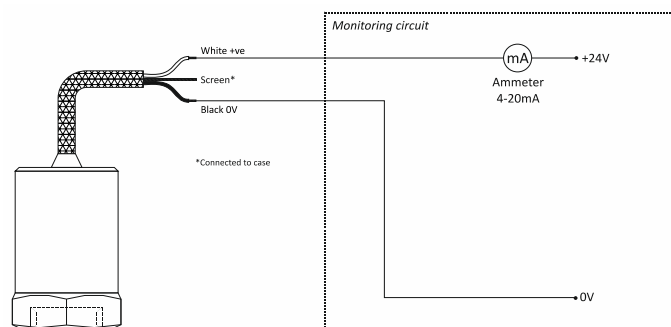 Monitoring circuit
White +ve
mA
+24V
Screen*
Ammeter
4-20mA
Black 0V
*Connected to case
0V